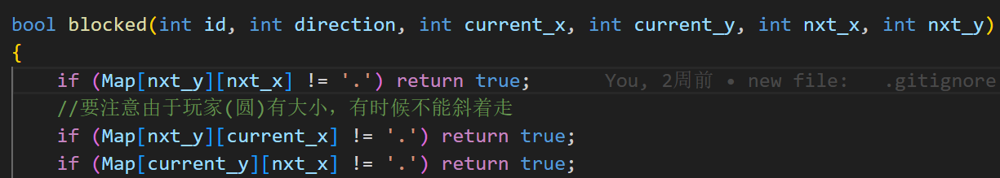 bool blocked(int id, int direction, int current_x, int current_y, int nxt_x, int nxt_y)
{
    if (Map[nxt_y][nxt_x] != '.') return true;        You, 2周前 • new file:   .gitignore
    //要注意由于玩家(圆)有大小，有时候不能斜着走
    if (Map[nxt_y][current_x] != '.') return true;
    if (Map[current_y][nxt_x] != '.') return true;